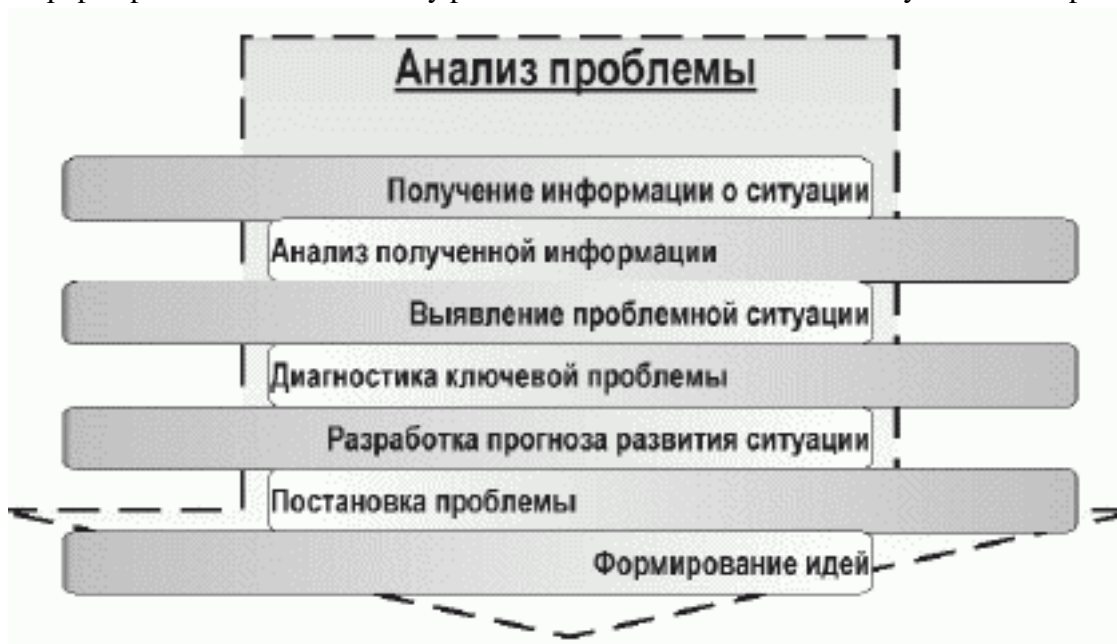 Анализ проблемы
Получение информации о ситуации
Анализ полученной информации
Выявление проблемной ситуации
Диагностика ключевой проблемы
Разработка прогноза развития ситуации
Постановка проблемы
Формирование идей